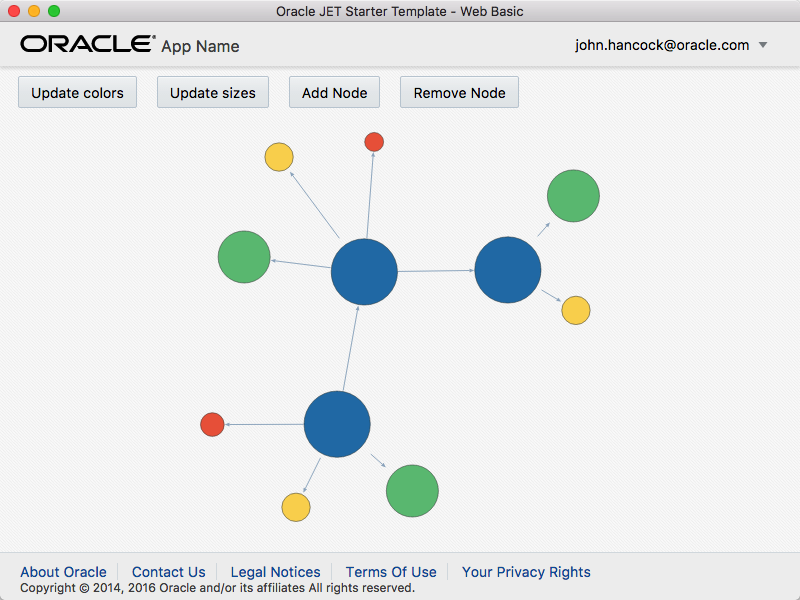 Oracle JET Starter Template - Web Basic
ORACLE® App Name
john.hancock@oracle.com
Update colors Update sizes Add Node Remove Node
About Oracle Contact Us Legal Notices Terms Of Use Your Privacy Rights
Copyright © 2014, 2016 Oracle and/or its affiliates All rights reserved.